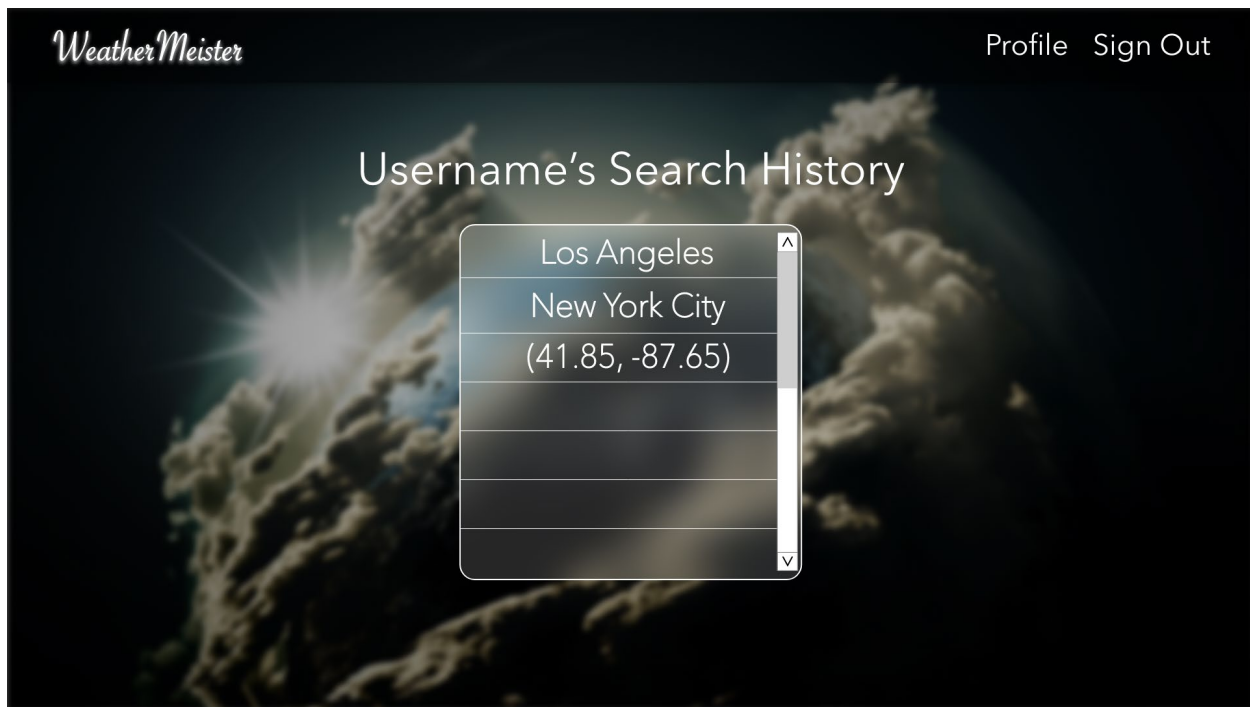 WeatherMeister
Profile Sign Out
Username’s Search History
Los Angeles
New York City
(41.85, -87.65)